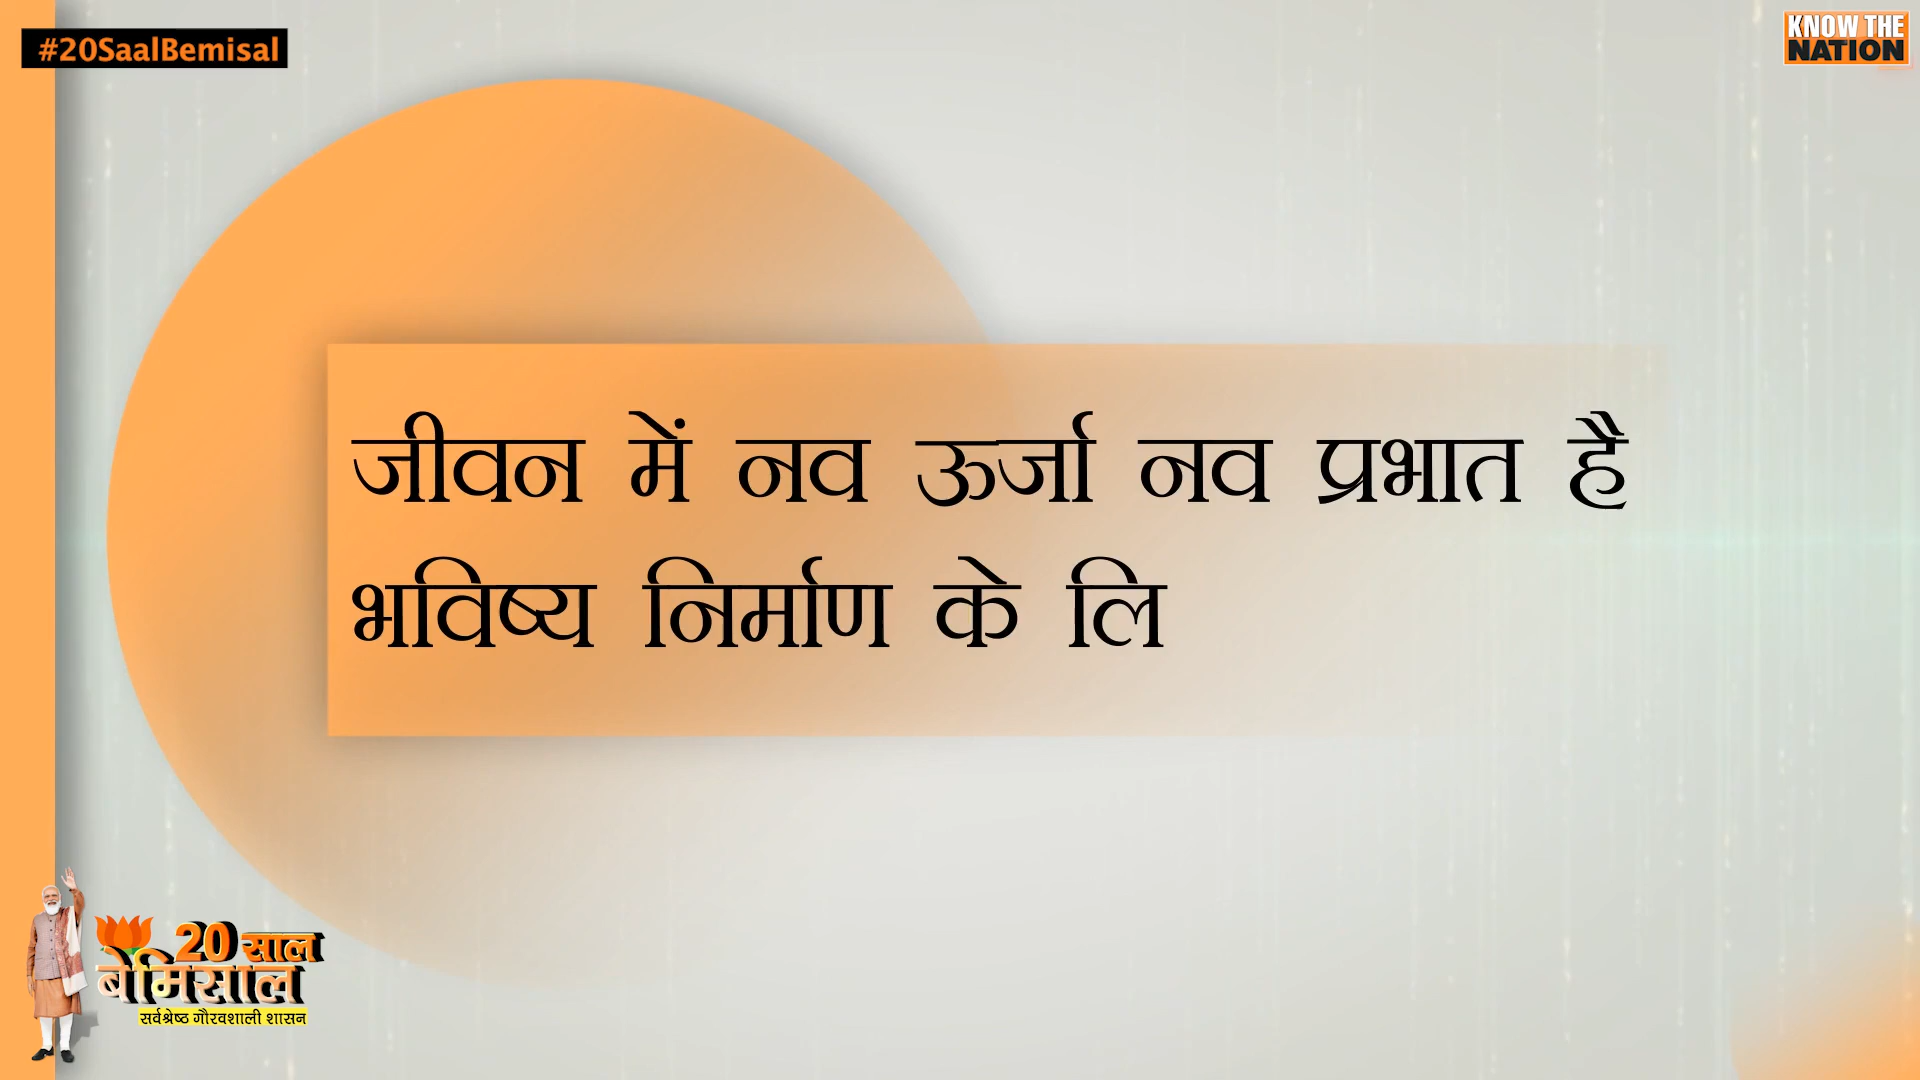 #20SaalBemisal
KNOW THE
NATION
जीवन में नव ऊर्जा नव प्रभात है
भविष्य निर्माण के लि
20 साल
बेमिसाल
सर्वश्रेष्ठ गौरवशाली शासन